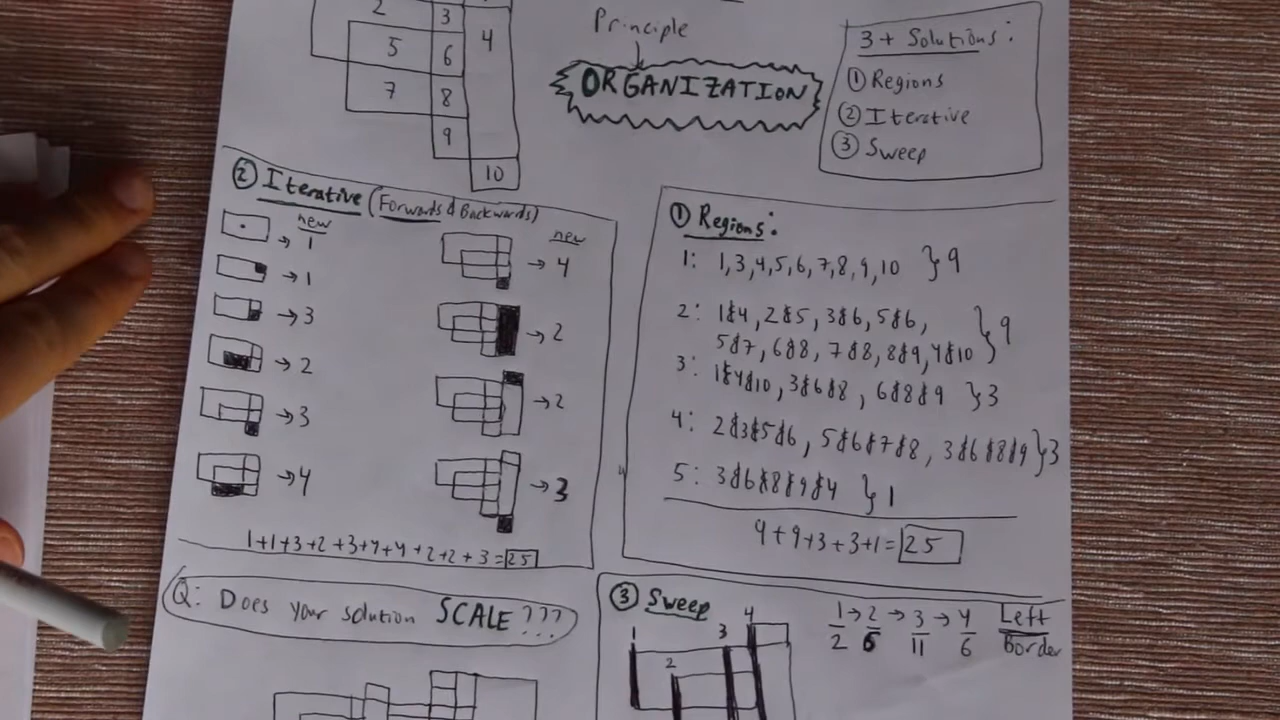 2
3
4
5
6
7
8
9
10
Principle
ORGANIZATION
3+ Solutions:
① Regions
② Iterative
③ Sweep
② Iterative (Forwards & Backwards)
new
→ 1
→ 1
→ 3
→ 2
→ 3
→ 4
new
→ 4
→ 2
→ 2
→ 3
1+1+3+2+3+4+4+2+2+3=25
① Regions:
1: 1,3,4,5,6,7,8,9,10 } 9
2: 1&4, 2&5, 3&6, 5&6,
5&7, 6&8, 7&8, 8&9, 4&10 } 9
3: 1&4&10, 3&6&8, 6&8&9 } 3
4: 2&3&5&6, 5&6&7&8, 3&6&8&9 } 3
5: 3&6&8&9&4 } 1
9+9+3+3+1=25
Q: Does your solution SCALE???
③ Sweep
1
2
3
4
1 → 2 → 3 → 4 Left
2 6 11 6 Border